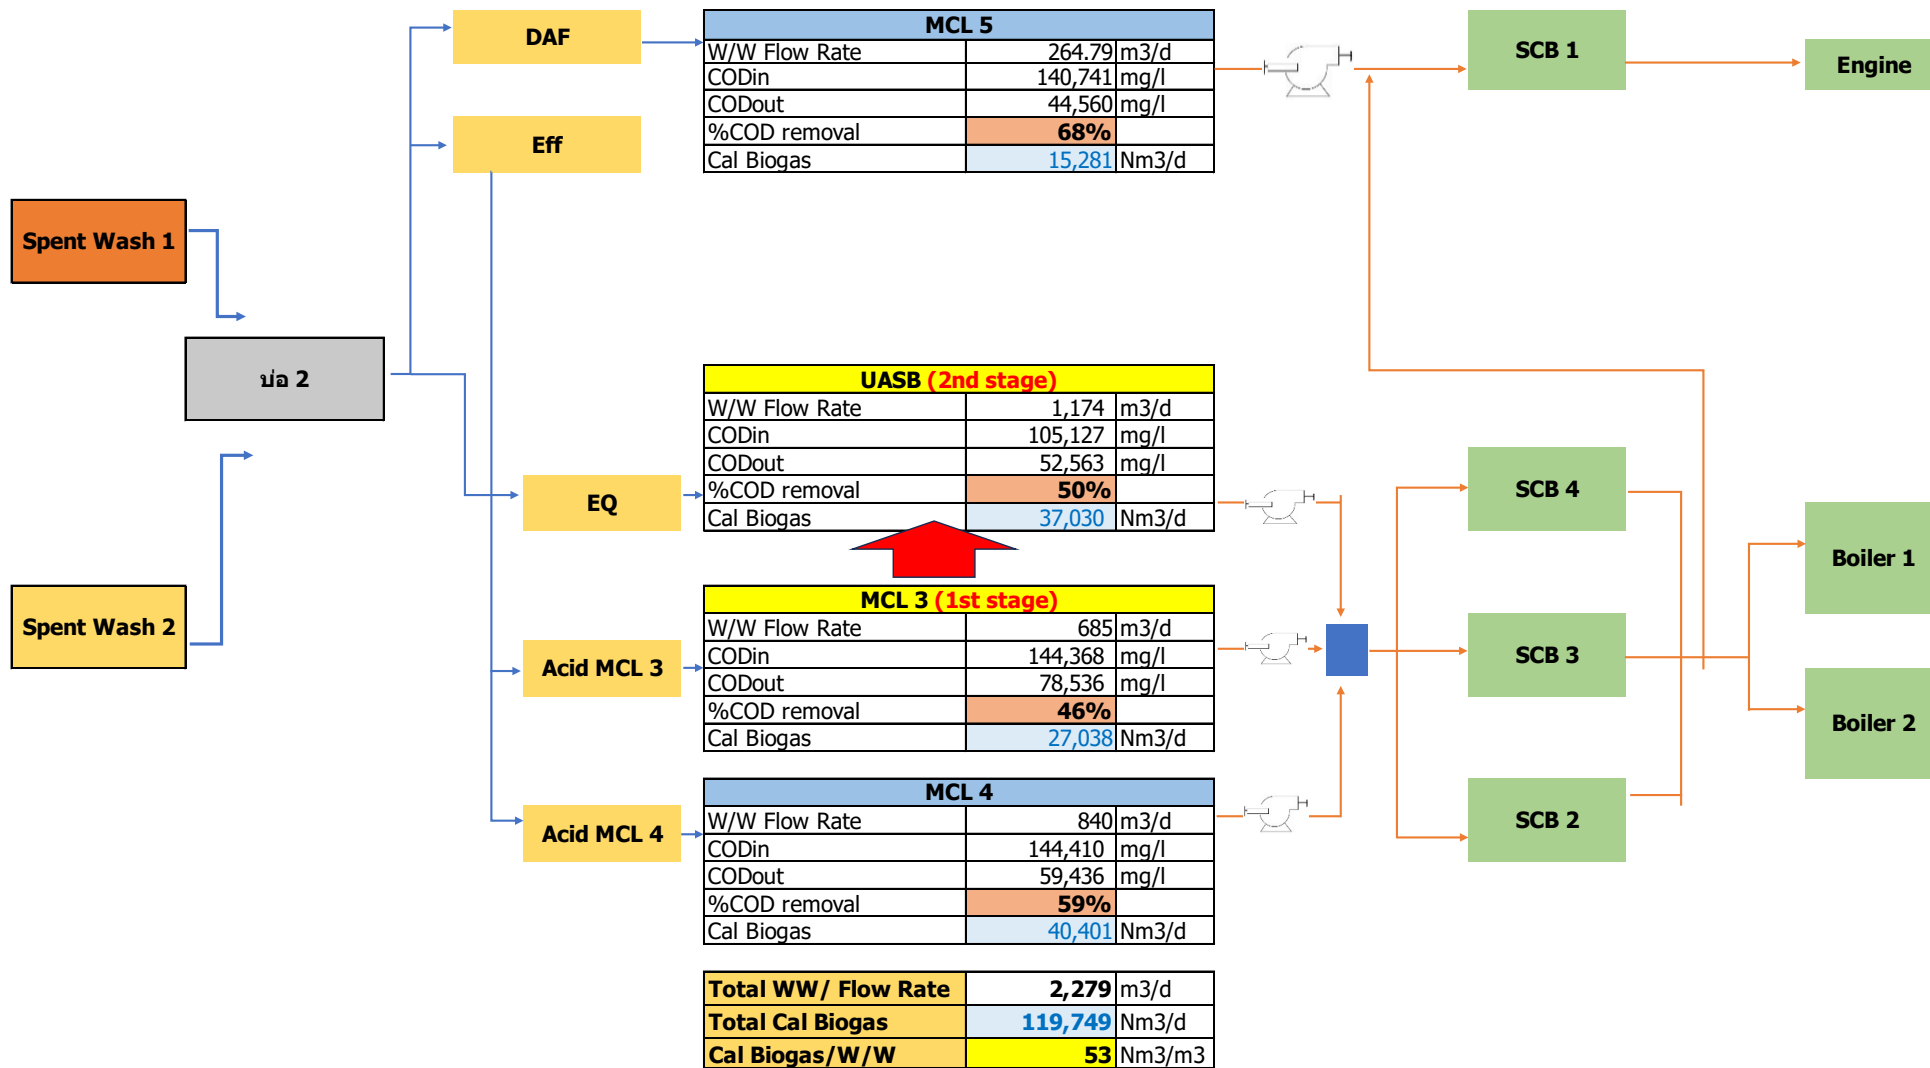 DAF
MCL 5
W/W Flow Rate 264.79 m3/d
CODin 140,741 mg/l
CODout 44,560 mg/l
%COD removal 68%
Cal Biogas 15,281 Nm3/d
SCB 1
Engine
Eff
Spent Wash 1
บ่อ 2
UASB (2nd stage)
W/W Flow Rate 1,174 m3/d
CODin 105,127 mg/l
CODout 52,563 mg/l
%COD removal 50%
Cal Biogas 37,030 Nm3/d
EQ
SCB 4
Boiler 1
Spent Wash 2
MCL 3 (1st stage)
W/W Flow Rate 685 m3/d
CODin 144,368 mg/l
CODout 78,536 mg/l
%COD removal 46%
Cal Biogas 27,038 Nm3/d
Acid MCL 3
SCB 3
Boiler 2
MCL 4
W/W Flow Rate 840 m3/d
CODin 144,410 mg/l
CODout 59,436 mg/l
%COD removal 59%
Cal Biogas 40,401 Nm3/d
Acid MCL 4
SCB 2
Total WW/ Flow Rate 2,279 m3/d
Total Cal Biogas 119,749 Nm3/d
Cal Biogas/W/W 53 Nm3/m3